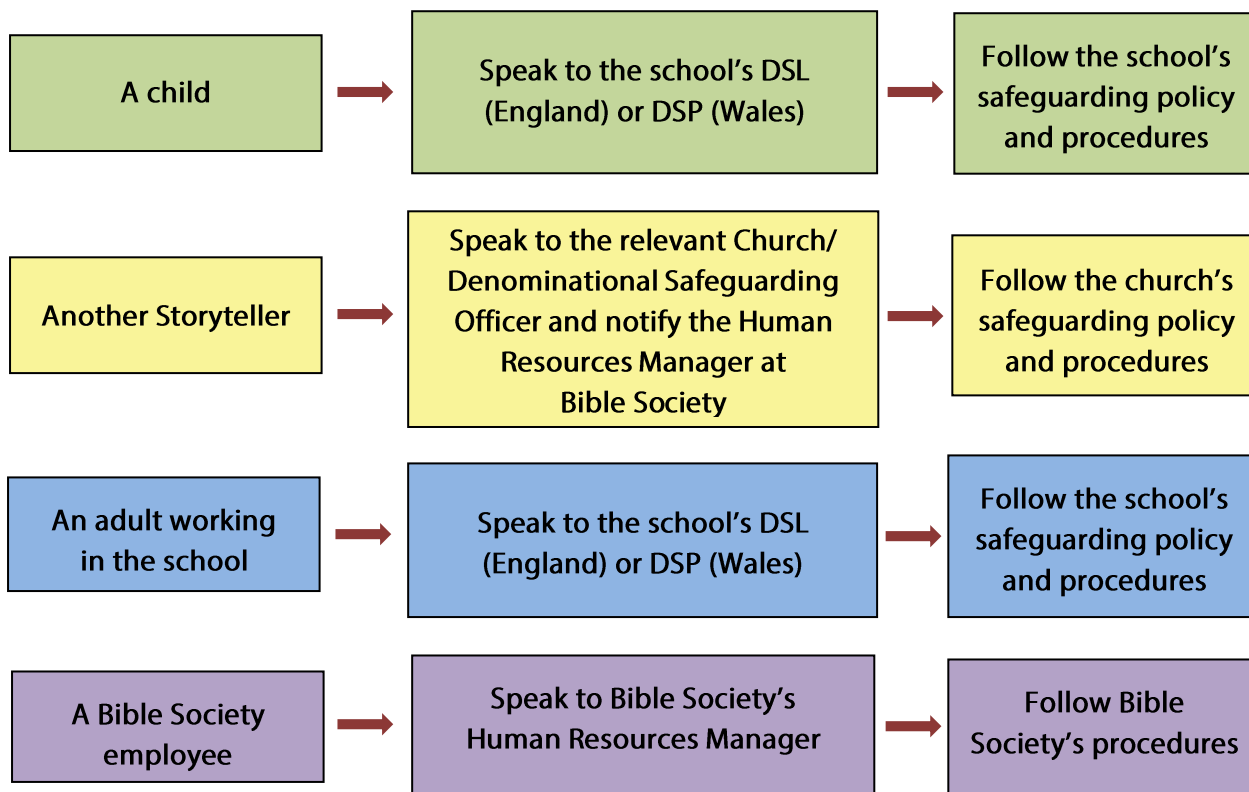 A child
Speak to the school’s DSL
(England) or DSP (Wales)
Follow the school’s
safeguarding policy
and procedures
Another Storyteller
Speak to the relevant Church/
Denominational Safeguarding
Officer and notify the Human
Resources Manager at
Bible Society
Follow the church’s
safeguarding policy
and procedures
An adult working
in the school
Speak to the school’s DSL
(England) or DSP (Wales)
Follow the school’s
safeguarding policy
and procedures
A Bible Society
employee
Speak to Bible Society’s
Human Resources Manager
Follow Bible
Society’s procedures